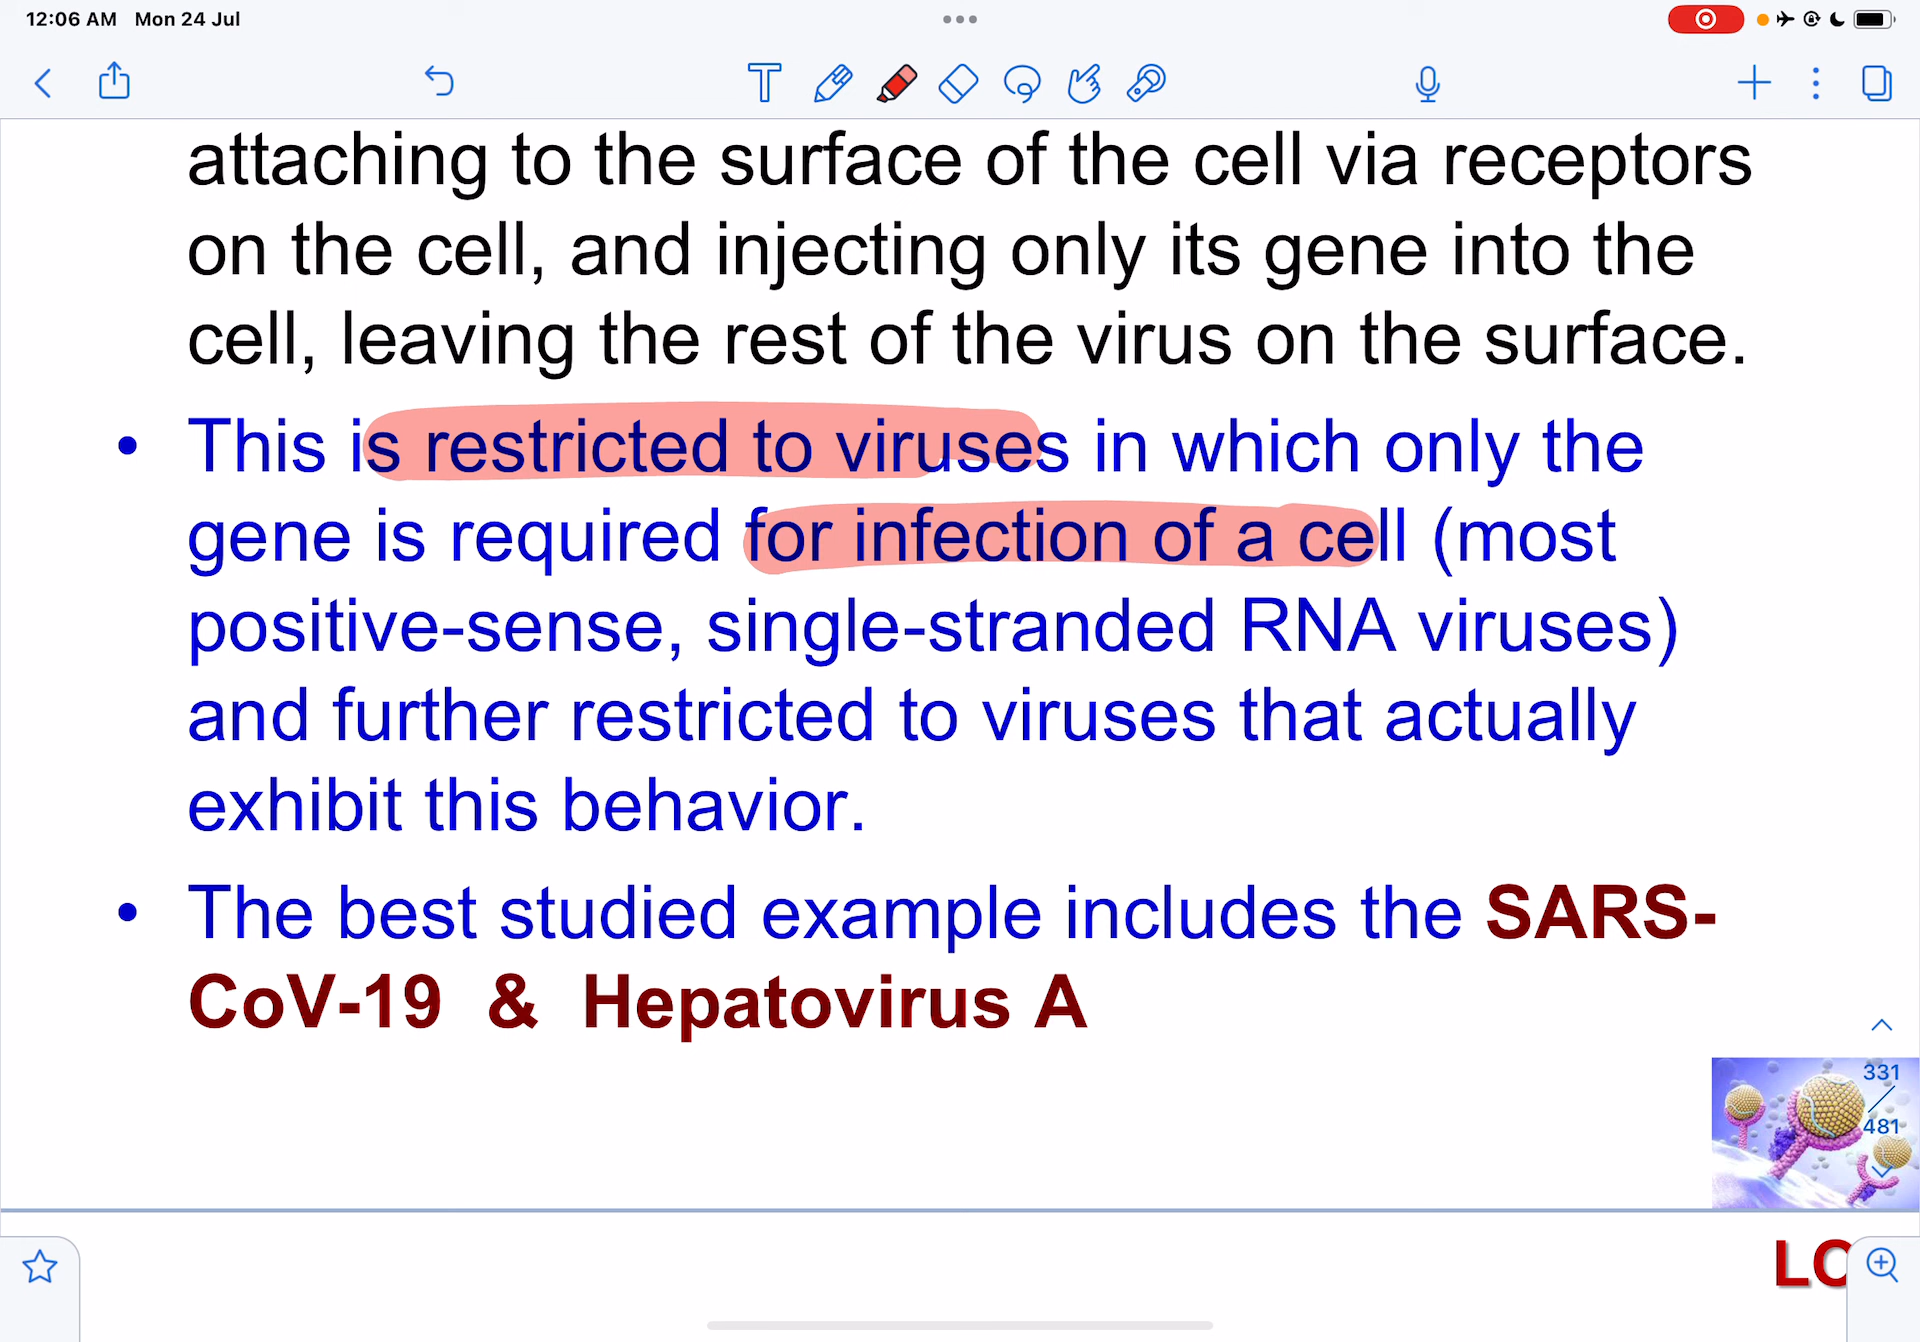 12:06 AM Mon 24 Jul
attaching to the surface of the cell via receptors
on the cell, and injecting only its gene into the
cell, leaving the rest of the virus on the surface.
• This is restricted to viruses in which only the
gene is required for infection of a cell (most
positive-sense, single-stranded RNA viruses)
and further restricted to viruses that actually
exhibit this behavior.
• The best studied example includes the SARS-
CoV-19 & Hepatovirus A
331
/
481